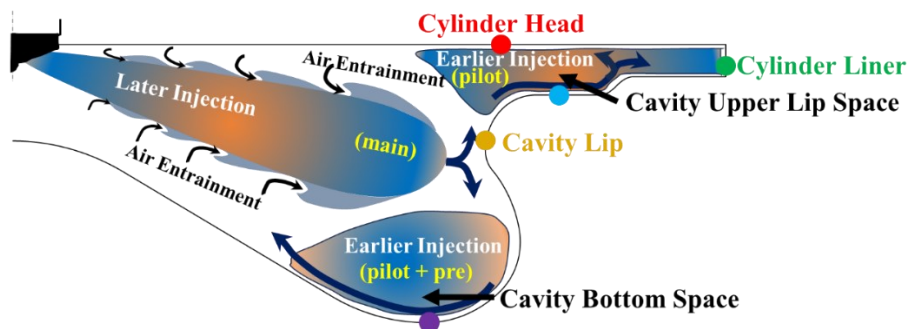 Cylinder Head
Earlier Injection
(pilot)
Air Entrainment
Cylinder Liner
Later Injection
Cavity Upper Lip Space
(main)
Cavity Lip
Air Entrainment
Earlier Injection
(pilot + pre)
Cavity Bottom Space